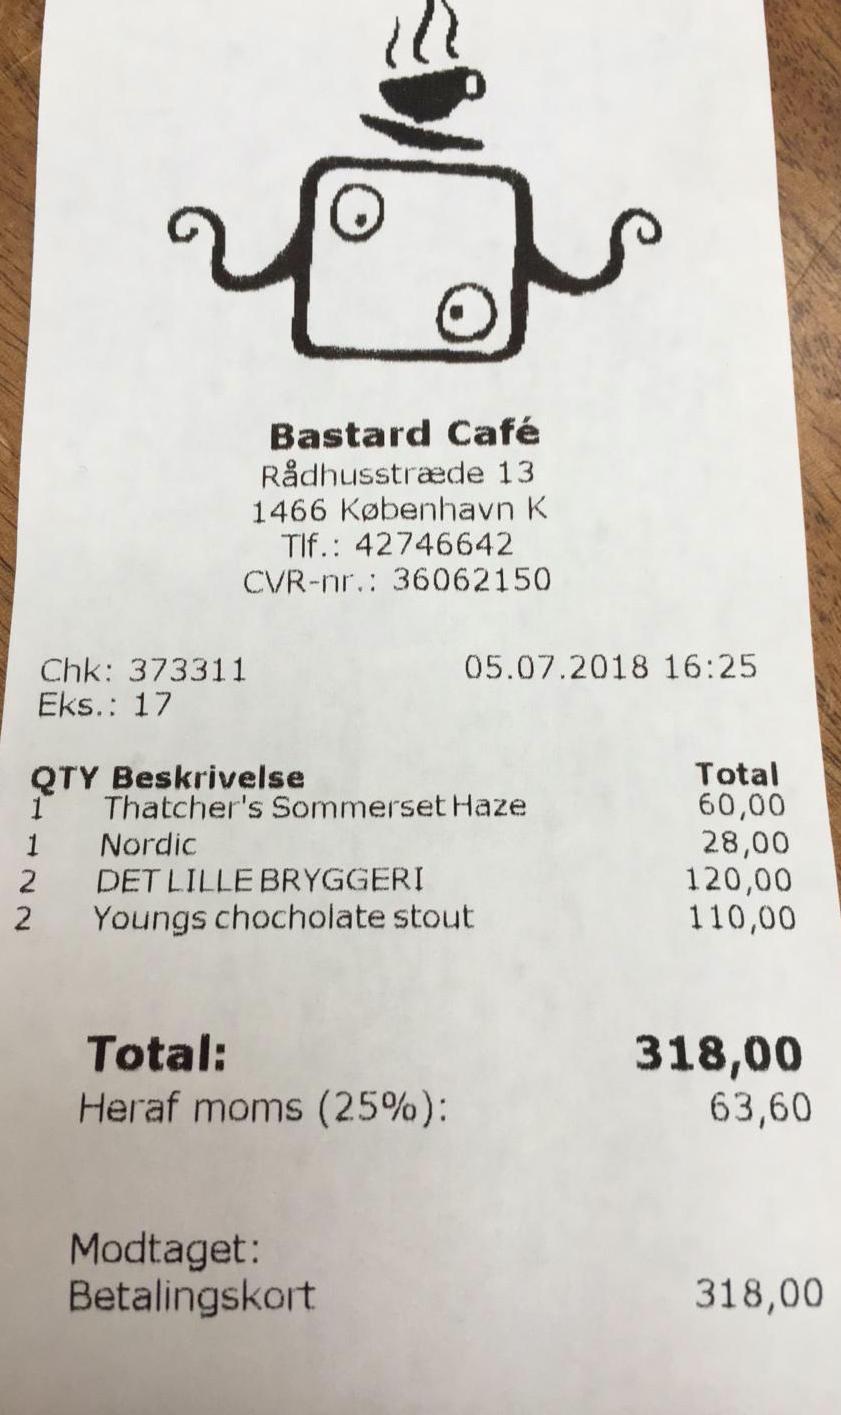 Bastard Café
Rådhusstræde 13
1466 København K
Tlf.: 42746642
CVR-nr.: 36062150
Chk: 373311 05.07.2018 16:25
Eks.: 17
QTY Beskrivelse Total
1 Thatcher's Sommerset Haze 60,00
1 Nordic 28,00
2 DET LILLE BRYGGERI 120,00
2 Youngs chocholate stout 110,00
Total: 318,00
Heraf moms (25%): 63,60
Modtaget:
Betalingskort 318,00